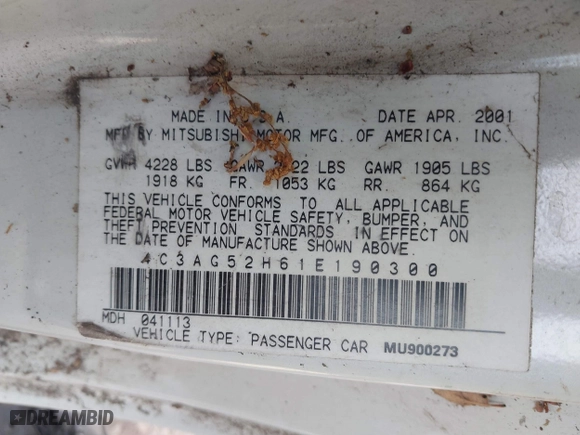 MADE IN U.S.A. DATE APR. 2001
MFD BY MITSUBISHI MOTOR MFG. OF AMERICA, INC.
GVWR 4228 LBS GAWR 22 LBS GAWR 1905 LBS
1918 KG FR. 1053 KG RR. 864 KG
THIS VEHICLE CONFORMS TO ALL APPLICABLE
FEDERAL MOTOR VEHICLE SAFETY, BUMPER, AND
THEFT PREVENTION STANDARDS IN EFFECT ON
THE DATE OF MANUFACTURE SHOWN ABOVE.
4C3AG52H61E190300
MDH 041113
VEHICLE TYPE: PASSENGER CAR MU900273
DREAMBID